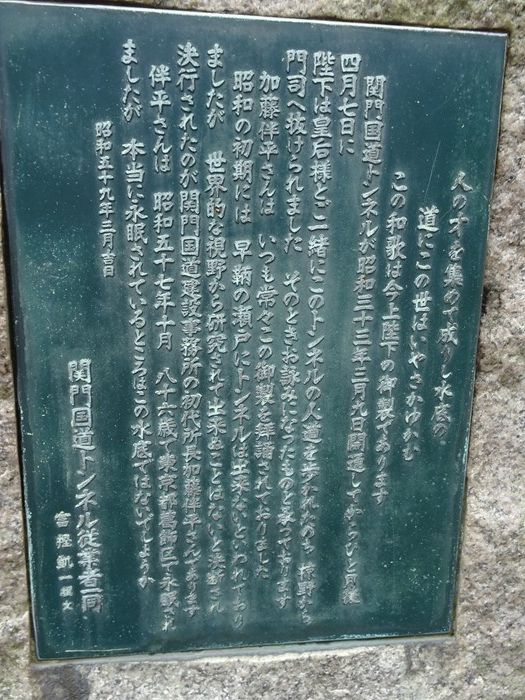 人の才を集めて成りし水底の
道にこの世はいやさかゆかむ
この和歌は今上陛下の御製であります
関門国道トンネルが昭和三十三年三月九日開通してからひと月後
四月七日に
陛下は皇后様とご一緒にこのトンネルの人道を歩かれたのち
門司へ抜けられました そのときお詠みになったものと承っております
加藤伴平さんは いつも常々この御製を拝誦されておりました
昭和の初期には 早鞆の瀬戸にトンネルは出来ないといわれており
ましたが 世界的な視野から研究されて出来ぬことはないと決断され
決行されたのが関門国道建設事務所の初代所長加藤伴平さんであります
伴平さんは 昭和五十七年十月 八十六歳で東京都葛飾区で永眠され
ましたが 本当に永眠されているところはこの水底ではないでしょうか
昭和五十九年三月吉日
関門国道トンネル従業者一同
凱一
文